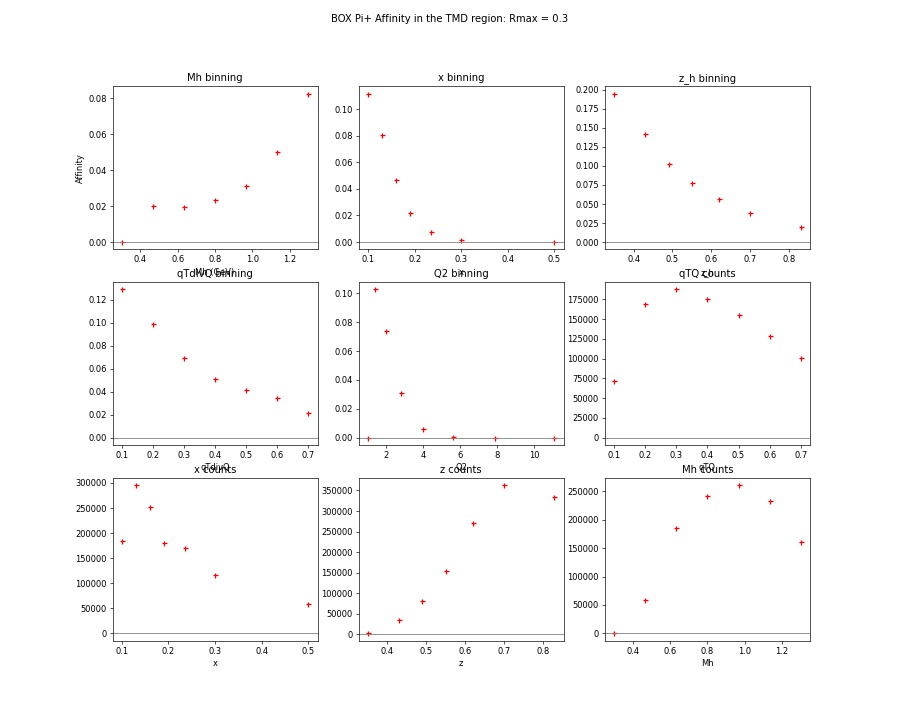 BOX Pi+ Affinity in the TMD region: Rmax = 0.3
Mh binning
x binning
z_h binning
Affinity
0.08
0.06
0.04
0.02
0.00
0.4 0.6 0.8 1.0 1.2
Mh (GeV)
0.10
0.08
0.06
0.04
0.02
0.00
0.1 0.2 0.3 0.4 0.5
x
0.200
0.175
0.150
0.125
0.100
0.075
0.050
0.025
0.000
0.4 0.5 0.6 0.7 0.8
z_h
qTdivQ binning
Q2 binning
qTQ counts
0.12
0.10
0.08
0.06
0.04
0.02
0.00
0.1 0.2 0.3 0.4 0.5 0.6 0.7
qTdivQ
0.10
0.08
0.06
0.04
0.02
0.00
2 4 6 8 10
Q2
175000
150000
125000
100000
75000
50000
25000
0
0.1 0.2 0.3 0.4 0.5 0.6 0.7
qTQ
x counts
z counts
Mh counts
300000
250000
200000
150000
100000
50000
0
0.1 0.2 0.3 0.4 0.5
x
350000
300000
250000
200000
150000
100000
50000
0
0.4 0.5 0.6 0.7 0.8
z
250000
200000
150000
100000
50000
0
0.4 0.6 0.8 1.0 1.2
Mh